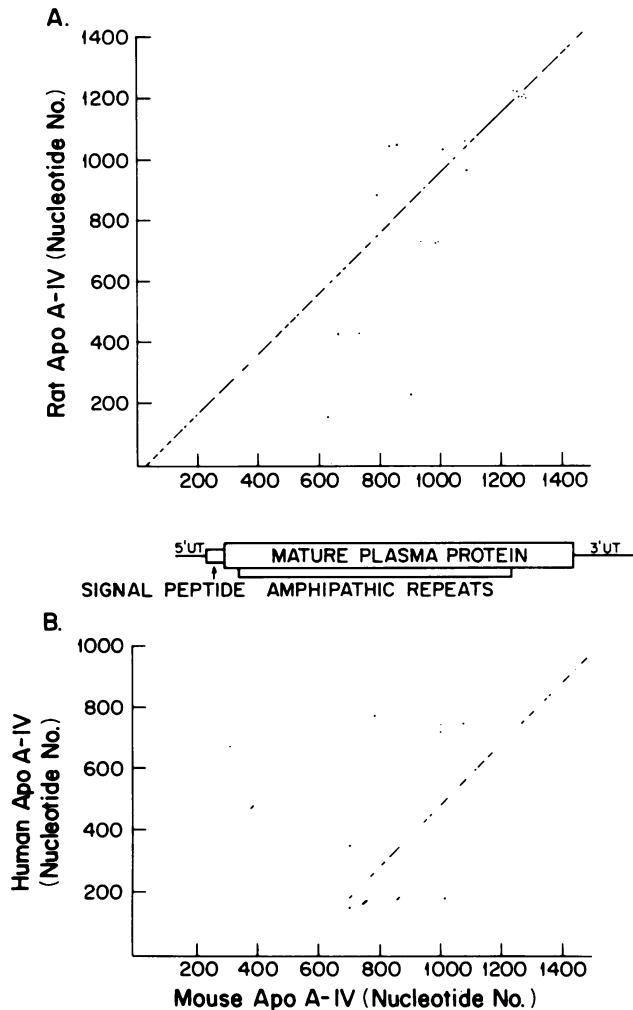 A.
Rat Apo A-IV (Nucleotide No.)
1400
1200
1000
800
600
400
200
200 400 600 800 1000 1200 1400
5'UT
MATURE PLASMA PROTEIN
3'UT
SIGNAL PEPTIDE AMPHIPATHIC REPEATS
B.
Human Apo A-IV
(Nucleotide No.)
1000
800
600
400
200
200 400 600 800 1000 1200 1400
Mouse Apo A-IV (Nucleotide No.)